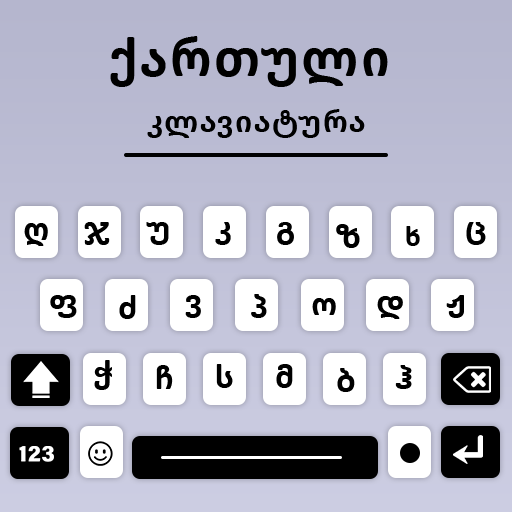 ქართული
კლავიატურა
ღ ჯ უ კ გ ზ ხ ც
ფ ძ ვ პ ო დ ჟ
ჭ ჩ ს მ ბ ჰ
123